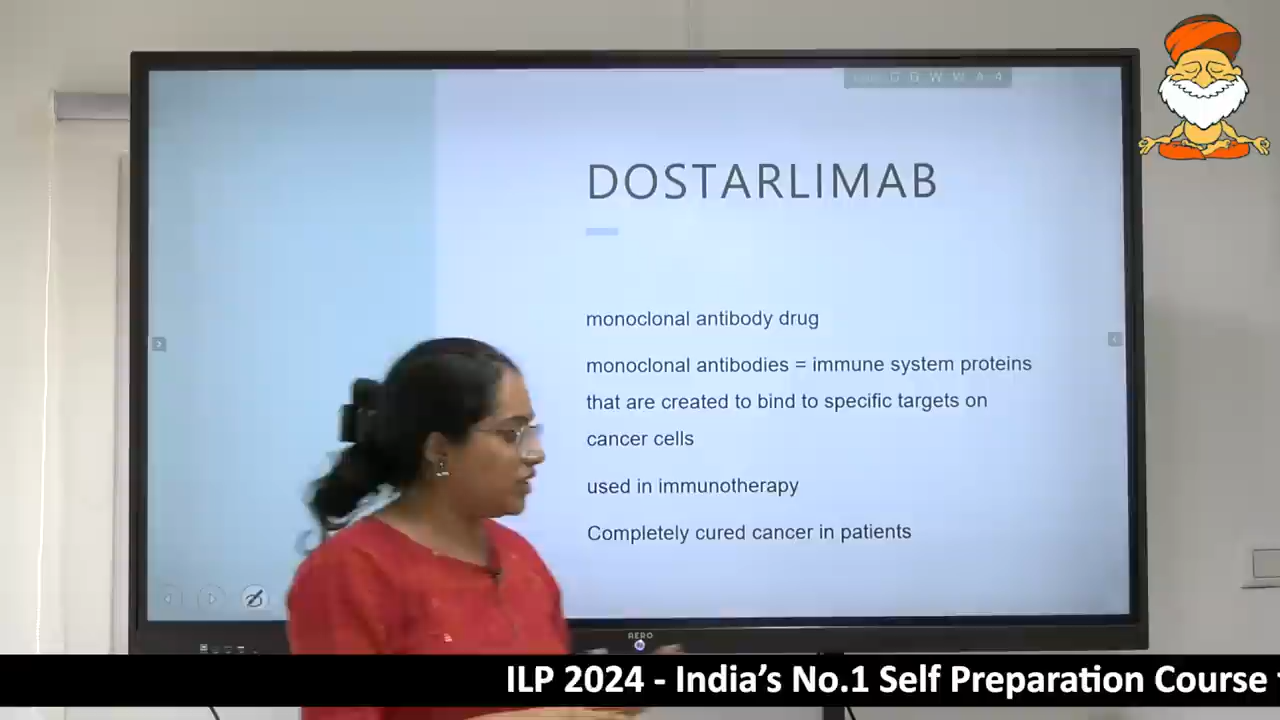 DOSTARLIMAB
monoclonal antibody drug
monoclonal antibodies = immune system proteins
that are created to bind to specific targets on
cancer cells
used in immunotherapy
Completely cured cancer in patients
AERO
ILP 2024 - India's No.1 Self Preparation Course